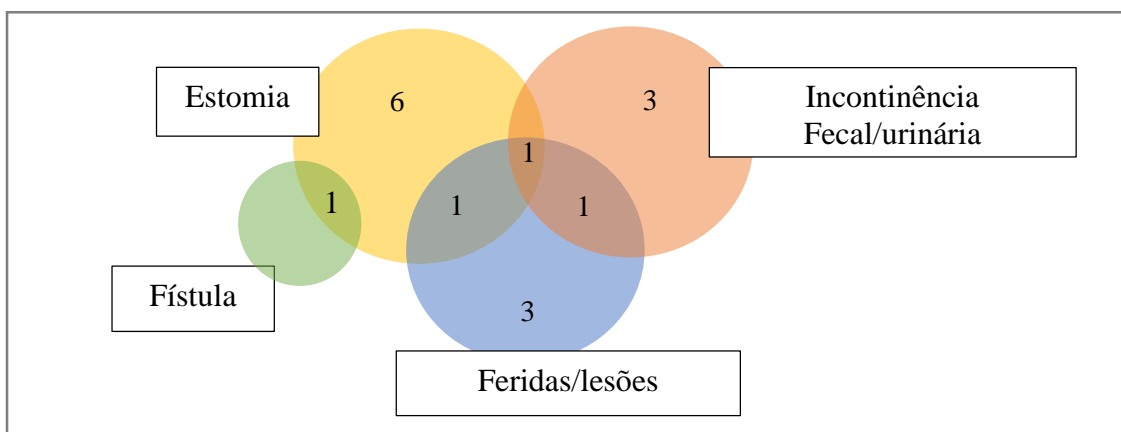 Estomia
6
3
Incontinência
Fecal/urinária
1
1
1
1
Fístula
3
Feridas/lesões